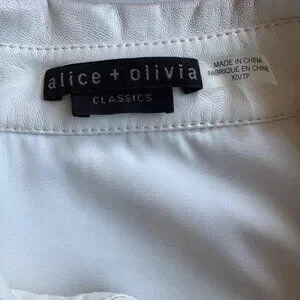 alice + olivia
CLASSICS
MADE IN CHINA
FABRIQUÉ EN CHINE
XS/TP